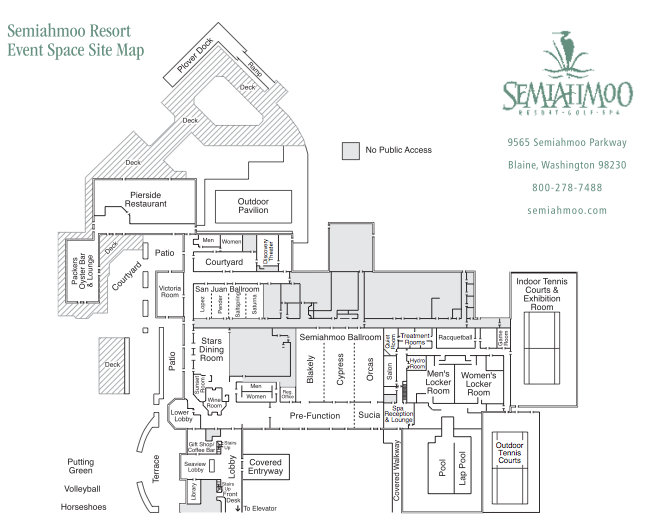 Semiahmoo Resort
Event Space Site Map
Plover Dock
Ramp
Deck
Deck
Deck
No Public Access
SEMIAHMOO
RESORT·GOLF·SPA
9565 Semiahmoo Parkway
Blaine, Washington 98230
800-278-7488
semiahmoo.com
Pierside
Restaurant
Outdoor
Pavilion
Packers
Oyster Bar
& Lounge
Deck
Courtyard
Patio
Men
Women
Discovery
Theater
Courtyard
Victoria
Room
San Juan Ballroom
Lopez
Pander
Saltspring
Saturna
Indoor Tennis
Courts &
Exhibition
Room
Deck
Patio
Stars
Dining
Room
Semiahmoo Ballroom
Blakely
Cypress
Orcas
Quiet
Room
Treatment
Rooms
Racquetball
Game
Room
Hydro
Room
Salon
Men's
Locker
Room
Women's
Locker
Room
Sunset
Room
Wine
Room
Men
Women
Reg.
Office
Lower
Lobby
Pre-Function
Sucia
Spa
Reception
& Lounge
Gift Shop/
Coffee Bar
Stairs
Up
Seaview
Lobby
Lobby
Covered
Entryway
Library
Stairs
Up
Front
Desk
To Elevator
Terrace
Putting
Green
Volleyball
Horseshoes
Covered Walkway
Pool
Lap Pool
Outdoor
Tennis
Courts